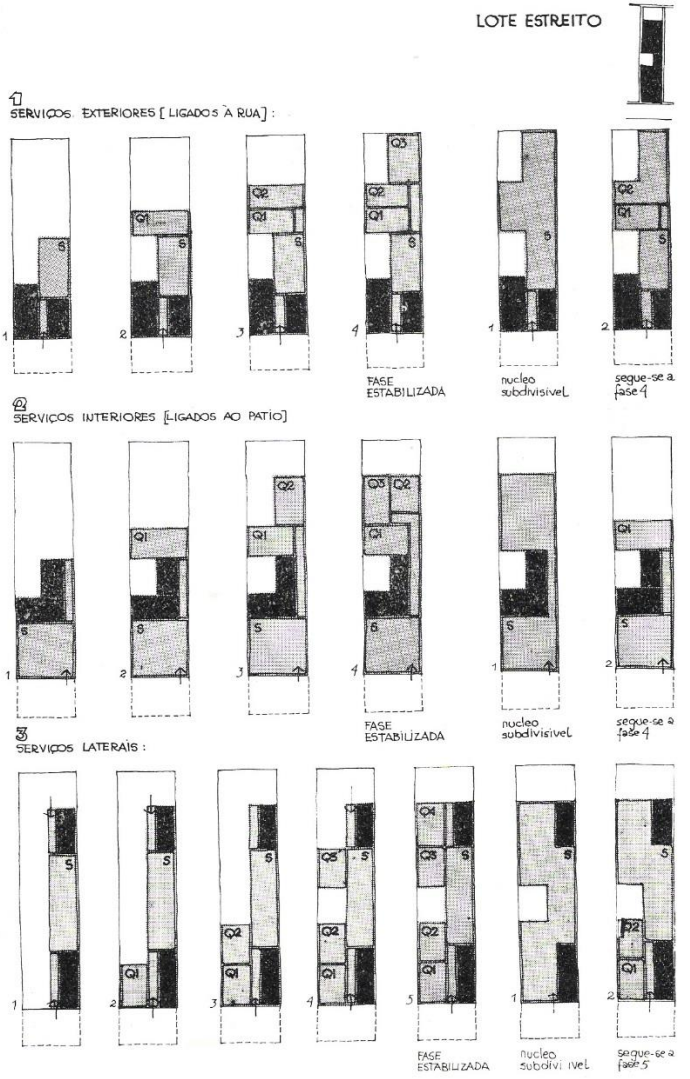 LOTE ESTREITO
1
SERVIÇOS EXTERIORES [LIGADOS À RUA]:
S
Q1
S
Q2
Q1
S
Q3
Q2
Q1
S
S
Q2
Q1
S
1
2
3
4
1
2
FASE
ESTABILIZADA
nucleo
subdivisivel
segue-se a
fase 4
2
SERVIÇOS INTERIORES [LIGADOS AO PATIO]
S
Q1
S
Q2
Q1
S
Q3 Q2
Q1
S
S
Q1
S
1
2
3
4
1
2
FASE
ESTABILIZADA
nucleo
subdivisivel
segue-se a
fase 4
3
SERVIÇOS LATERAIS:
S
S
Q1
S
Q2
Q1
Q3
S
Q2
Q1
Q4
Q3
S
Q2
Q1
S
S
Q2
Q1
1
2
3
4
5
1
2
FASE
ESTABILIZADA
nucleo
subdivi ivel
segue-se a
fase 5